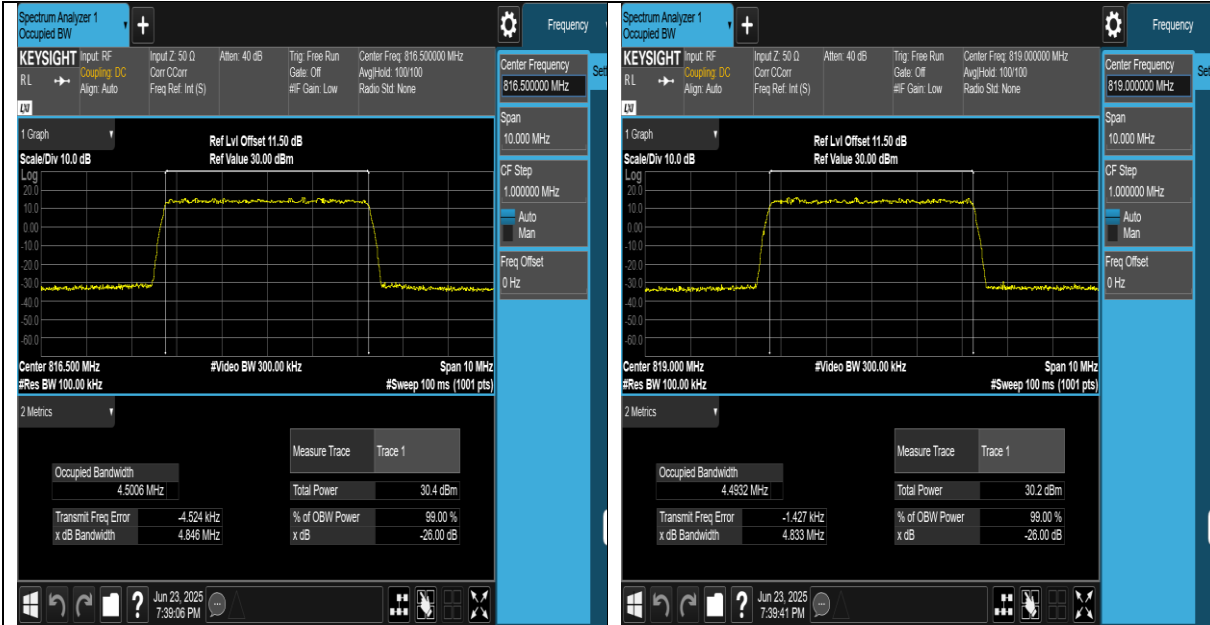 Spectrum Analyzer 1
Occupied BW
+
Frequency
KEYSIGHT
RL
LXI
Input: RF
Coupling: DC
Align: Auto
Input Z: 50 Ω
Corr CCorr
Freq Ref: Int (S)
Atten: 40 dB
Trig: Free Run
Gate: Off
#IF Gain: Low
Center Freq: 816.500000 MHz
Avg|Hold: 100/100
Radio Std: None
Center Frequency
816.500000 MHz
Sett
Span
10.000 MHz
CF Step
1.000000 MHz
Auto
Man
Freq Offset
0 Hz
1 Graph
Scale/Div 10.0 dB
Ref Lvl Offset 11.50 dB
Ref Value 30.00 dBm
Log
20.0
10.0
0.00
-10.0
-20.0
-30.0
-40.0
-50.0
-60.0
Center 816.500 MHz
#Video BW 300.00 kHz
Span 10 MHz
#Res BW 100.00 kHz
#Sweep 100 ms (1001 pts)
2 Metrics
Measure Trace Trace 1
Occupied Bandwidth
4.5006 MHz
Total Power 30.4 dBm
Transmit Freq Error -4.524 kHz
% of OBW Power 99.00 %
x dB Bandwidth 4.846 MHz
x dB -26.00 dB
?
Jun 23, 2025
7:39:06 PM
Spectrum Analyzer 1
Occupied BW
+
Frequency
KEYSIGHT
RL
LXI
Input: RF
Coupling: DC
Align: Auto
Input Z: 50 Ω
Corr CCorr
Freq Ref: Int (S)
Atten: 40 dB
Trig: Free Run
Gate: Off
#IF Gain: Low
Center Freq: 819.000000 MHz
Avg|Hold: 100/100
Radio Std: None
Center Frequency
819.000000 MHz
Set
Span
10.000 MHz
CF Step
1.000000 MHz
Auto
Man
Freq Offset
0 Hz
1 Graph
Scale/Div 10.0 dB
Ref Lvl Offset 11.50 dB
Ref Value 30.00 dBm
Log
20.0
10.0
0.00
-10.0
-20.0
-30.0
-40.0
-50.0
-60.0
Center 819.000 MHz
#Video BW 300.00 kHz
Span 10 MHz
#Res BW 100.00 kHz
#Sweep 100 ms (1001 pts)
2 Metrics
Measure Trace Trace 1
Occupied Bandwidth
4.4932 MHz
Total Power 30.2 dBm
Transmit Freq Error -1.427 kHz
% of OBW Power 99.00 %
x dB Bandwidth 4.833 MHz
x dB -26.00 dB
?
Jun 23, 2025
7:39:41 PM